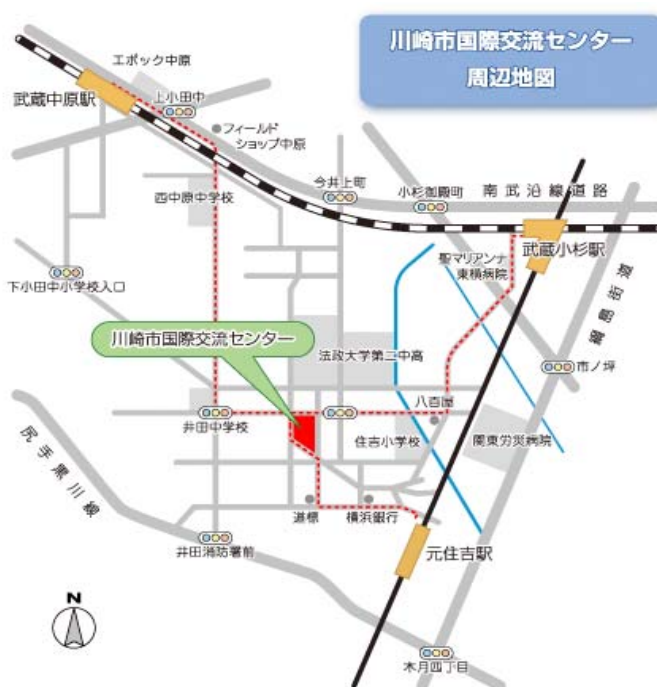 川崎市国際交流センター
周辺地図
エポック中原
武蔵中原駅
上小田中
フィールド
ショップ中原
今井上町
小杉御殿町
南武沿線道路
西中原中学校
武蔵小杉駅
聖マリアンナ
東横病院
下小田中小学校入口
綱島街道
川崎市国際交流センター
法政大学第二中高
市ノ坪
八百屋
井田中学校
住吉小学校
関東労災病院
尻手黒川線
道標
横浜銀行
井田消防署前
元住吉駅
N
木月四丁目